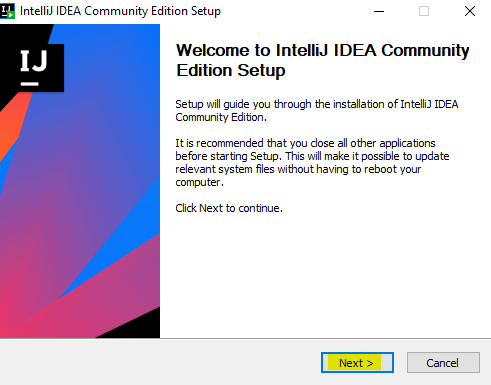 IntelliJ IDEA Community Edition Setup
IJ
Welcome to IntelliJ IDEA Community
Edition Setup
Setup will guide you through the installation of IntelliJ IDEA
Community Edition.
It is recommended that you close all other applications
before starting Setup. This will make it possible to update
relevant system files without having to reboot your
computer.
Click Next to continue.
Next >
Cancel